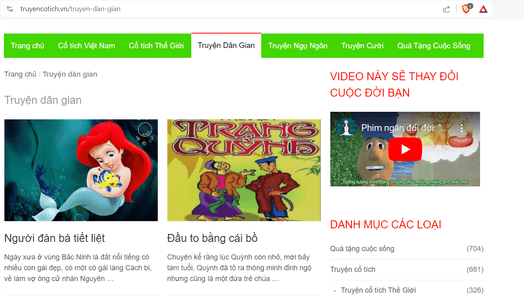 truyencotich.vn/truyen-dan-gian
Trang chủ
Cổ tích Việt Nam
Cổ tích Thế Giới
Truyện Dân Gian
Truyện Ngụ Ngôn
Truyện Cười
Quà Tặng Cuộc Sống
Trang chủ / Truyện dân gian
Truyện dân gian
TRẠNG
QUỲNH
Người đàn bà tiết liệt
Ngày xưa ở vùng Bắc Ninh là đất nổi tiếng có
nhiều con gái đẹp, có một cô gái làng Cách bi,
về làm vợ ông cử nhân Nguyễn …
Đầu to bằng cái bồ
Chuyện kể rằng lúc Quỳnh còn nhỏ, mới bảy
tám tuổi, Quỳnh đã tỏ ra thông minh đĩnh ngộ
nhưng cũng là một đứa trẻ chúa …
VIDEO NÀY SẼ THAY ĐỔI
CUỘC ĐỜI BẠN
Phim ngắn đổi đời: "...
DANH MỤC CÁC LOẠI
Quà tặng cuộc sống (704)
Truyện cổ tích (681)
- Truyện cổ tích Thế Giới (326)